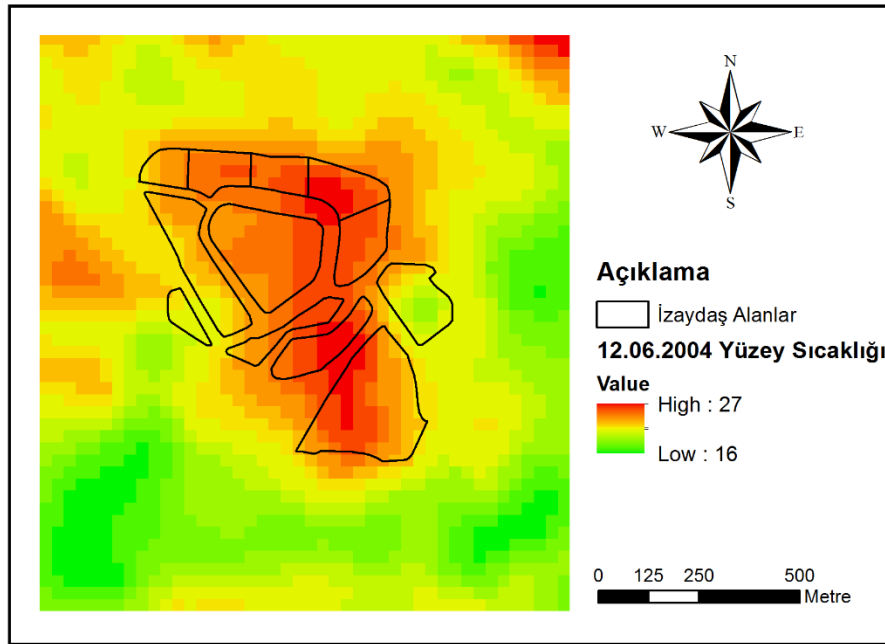 N
W E
S
Açıklama
İzaydaş Alanlar
12.06.2004 Yüzey Sıcaklığı
Value
High : 27
Low : 16
0 125 250 500
Metre